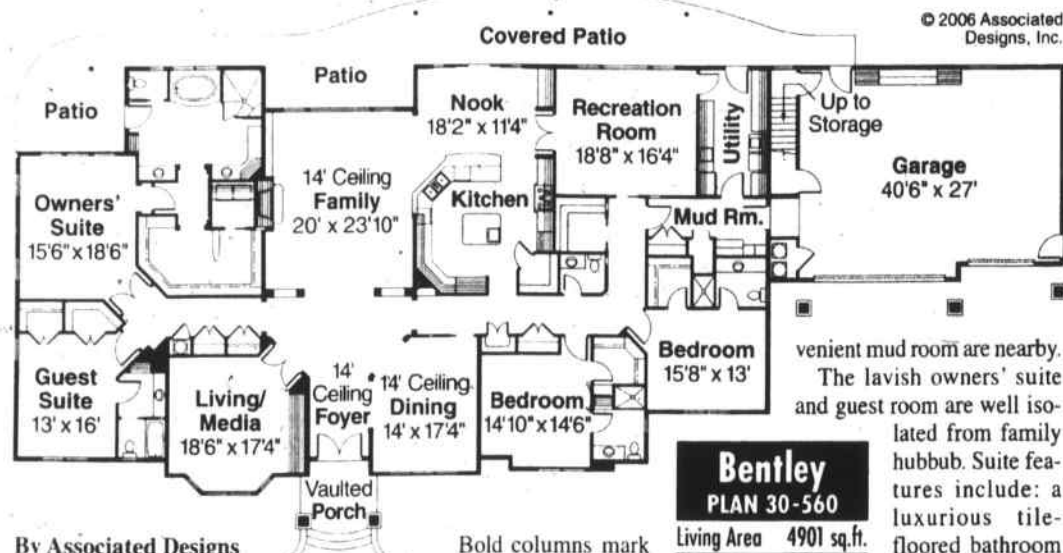 © 2006 Associated
Designs, Inc.
Covered Patio
Patio
Patio
Nook
18'2" x 11'4"
Recreation
Room
18'8" x 16'4"
Utility
Up to
Storage
Garage
40'6" x 27'
Owners'
Suite
15'6" x 18'6"
14' Ceiling
Family
20' x 23'10"
Kitchen
Mud Rm.
Guest
Suite
13' x 16'
Living/
Media
18'6" x 17'4"
14'
Ceiling
Foyer
14' Ceiling
Dining
14' x 17'4"
Bedroom
14'10" x 14'6"
Bedroom
15'8" x 13'
Vaulted
Porch
venient mud room are nearby.
The lavish owners' suite
and guest room are well iso-
lated from family
hubbub. Suite fea-
tures include: a
luxurious tile-
floored bathroom
Bentley
PLAN 30-560
Living Area 4901 sq.ft.
By Associated Designs
Bold columns mark